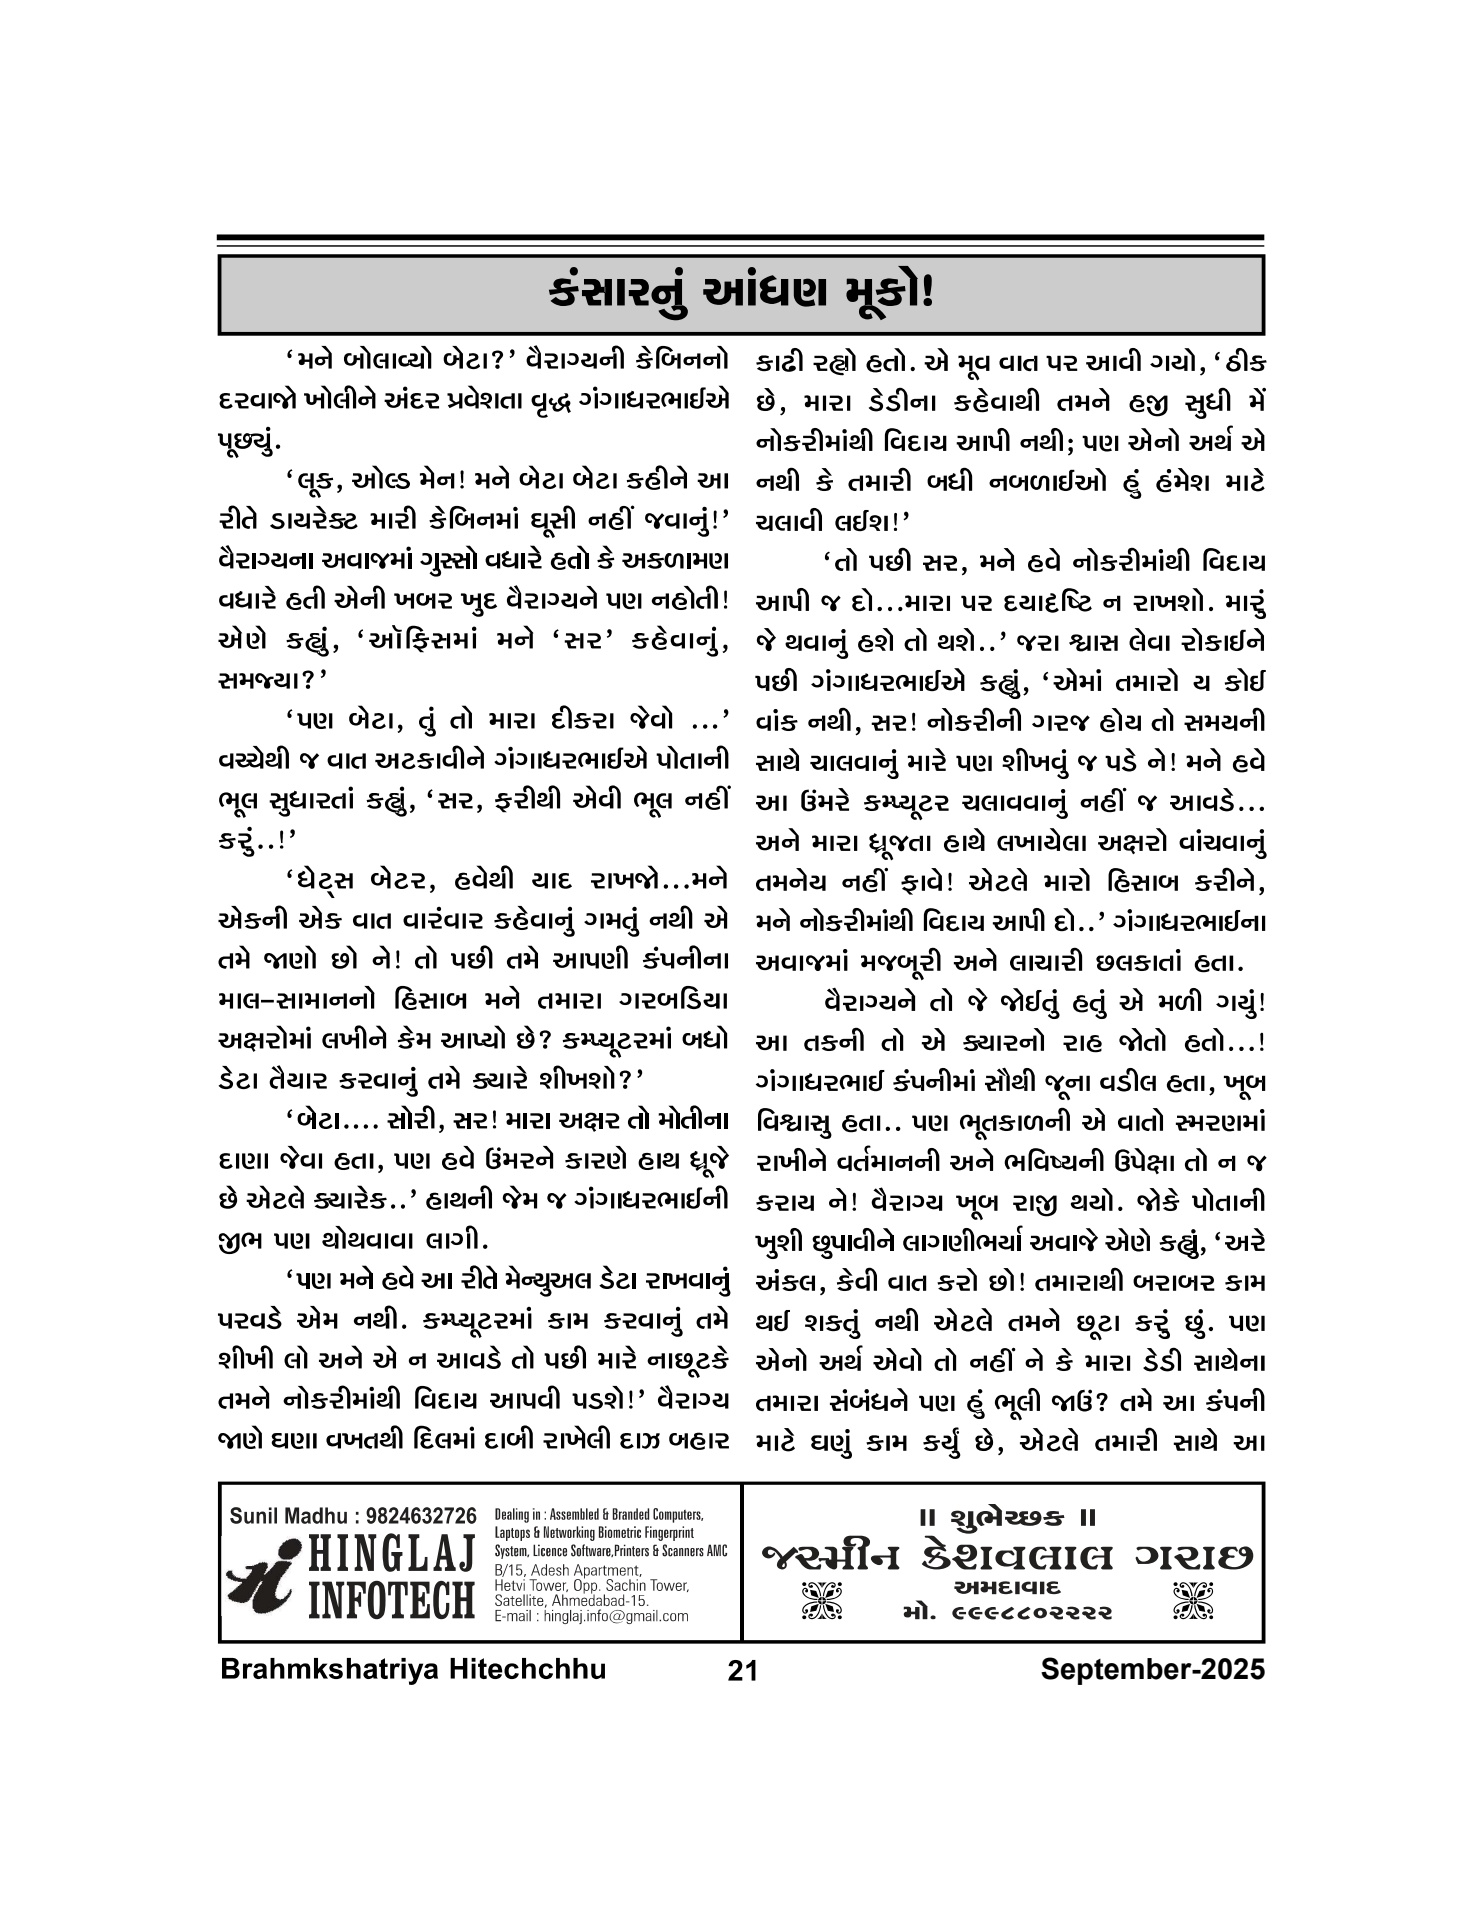 કંસારનું આંધણ મૂકો!
‘મને બોલાવ્યો બેટા?’ વૈરાગ્યની કેબિનનો
દરવાજો ખોલીને અંદર પ્રવેશતા વૃદ્ધ ગંગાધરભાઈએ
પૂછ્યું.
‘લૂક, ઓલ્ડ મેન! મને બેટા બેટા કહીને આ
રીતે ડાયરેક્ટ મારી કેબિનમાં ઘૂસી નહીં જવાનું!’
વૈરાગ્યના અવાજમાં ગુસ્સો વધારે હતો કે અકળામણ
વધારે હતી એની ખબર ખુદ વૈરાગ્યને પણ નહોતી!
એણે કહ્યું, ‘ઑફિસમાં મને ‘સર’ કહેવાનું,
સમજ્યા?’
‘પણ બેટા, તું તો મારા દીકરા જેવો ...’
વચ્ચેથી જ વાત અટકાવીને ગંગાધરભાઈએ પોતાની
ભૂલ સુધારતાં કહ્યું, ‘સર, ફરીથી એવી ભૂલ નહીં
કરું..!’
‘ધેટ્સ બેટર, હવેથી યાદ રાખજો...મને
એકની એક વાત વારંવાર કહેવાનું ગમતું નથી એ
તમે જાણો છો ને! તો પછી તમે આપણી કંપનીના
માલ–સામાનનો હિસાબ મને તમારા ગરબડિયા
અક્ષરોમાં લખીને કેમ આપ્યો છે? કમ્પ્યૂટરમાં બધો
ડેટા તૈયાર કરવાનું તમે ક્યારે શીખશો?’
‘બેટા.... સોરી, સર! મારા અક્ષર તો મોતીના
દાણા જેવા હતા, પણ હવે ઉંમરને કારણે હાથ ધ્રૂજે
છે એટલે ક્યારેક..’ હાથની જેમ જ ગંગાધરભાઈની
જીભ પણ થોથવાવા લાગી.
‘પણ મને હવે આ રીતે મેન્યુઅલ ડેટા રાખવાનું
પરવડે એમ નથી. કમ્પ્યૂટરમાં કામ કરવાનું તમે
શીખી લો અને એ ન આવડે તો પછી મારે નાછૂટકે
તમને નોકરીમાંથી વિદાય આપવી પડશે!’ વૈરાગ્ય
જાણે ઘણા વખતથી દિલમાં દાબી રાખેલી દાઝ બહાર
કાઢી રહ્યો હતો. એ મૂવ વાત પર આવી ગયો, ‘ઠીક
છે, મારા ડેડીના કહેવાથી તમને હજી સુધી મેં
નોકરીમાંથી વિદાય આપી નથી; પણ એનો અર્થ એ
નથી કે તમારી બધી નબળાઈઓ હું હંમેશ માટે
ચલાવી લઈશ!’
‘તો પછી સર, મને હવે નોકરીમાંથી વિદાય
આપી જ દો...મારા પર દયાદૃષ્ટિ ન રાખશો. મારું
જે થવાનું હશે તો થશે..’ જરા શ્વાસ લેવા રોકાઈને
પછી ગંગાધરભાઈએ કહ્યું, ‘એમાં તમારો ય કોઈ
વાંક નથી, સર! નોકરીની ગરજ હોય તો સમયની
સાથે ચાલવાનું મારે પણ શીખવું જ પડે ને! મને હવે
આ ઉંમરે કમ્પ્યૂટર ચલાવવાનું નહીં જ આવડે...
અને મારા ધ્રૂજતા હાથે લખાયેલા અક્ષરો વાંચવાનું
તમનેય નહીં ફાવે! એટલે મારો હિસાબ કરીને,
મને નોકરીમાંથી વિદાય આપી દો..’ ગંગાધરભાઈના
અવાજમાં મજબૂરી અને લાચારી છલકાતાં હતા.
વૈરાગ્યને તો જે જોઈતું હતું એ મળી ગયું!
આ તકની તો એ ક્યારનો રાહ જોતો હતો...!
ગંગાધરભાઈ કંપનીમાં સૌથી જૂના વડીલ હતા, ખૂબ
વિશ્વાસુ હતા.. પણ ભૂતકાળની એ વાતો સ્મરણમાં
રાખીને વર્તમાનની અને ભવિષ્યની ઉપેક્ષા તો ન જ
કરાય ને! વૈરાગ્ય ખૂબ રાજી થયો. જોકે પોતાની
ખુશી છુપાવીને લાગણીભર્યા અવાજે એણે કહ્યું, ‘અરે
અંકલ, કેવી વાત કરો છો! તમારાથી બરાબર કામ
થઈ શકતું નથી એટલે તમને છૂટા કરું છું. પણ
એનો અર્થ એવો તો નહીં ને કે મારા ડેડી સાથેના
તમારા સંબંધને પણ હું ભૂલી જાઉં? તમે આ કંપની
માટે ઘણું કામ કર્યું છે, એટલે તમારી સાથે આ
Sunil Madhu : 9824632726
HINGLAJ
INFOTECH
Dealing in : Assembled & Branded Computers,
Laptops & Networking Biometric Fingerprint
System, Licence Software,Printers & Scanners AMC
B/15, Adesh Apartment,
Hetvi Tower, Opp. Sachin Tower,
Satellite, Ahmedabad-15.
E-mail : hinglaj.info@gmail.com
॥ શુભેચ્છક ॥
જસ્મીન કેશવલાલ ગરાછ
અમદાવાદ
મો. ૯૯૯૮૮૦૨૨૨૨
Brahmkshatriya Hitechchhu 21 September-2025